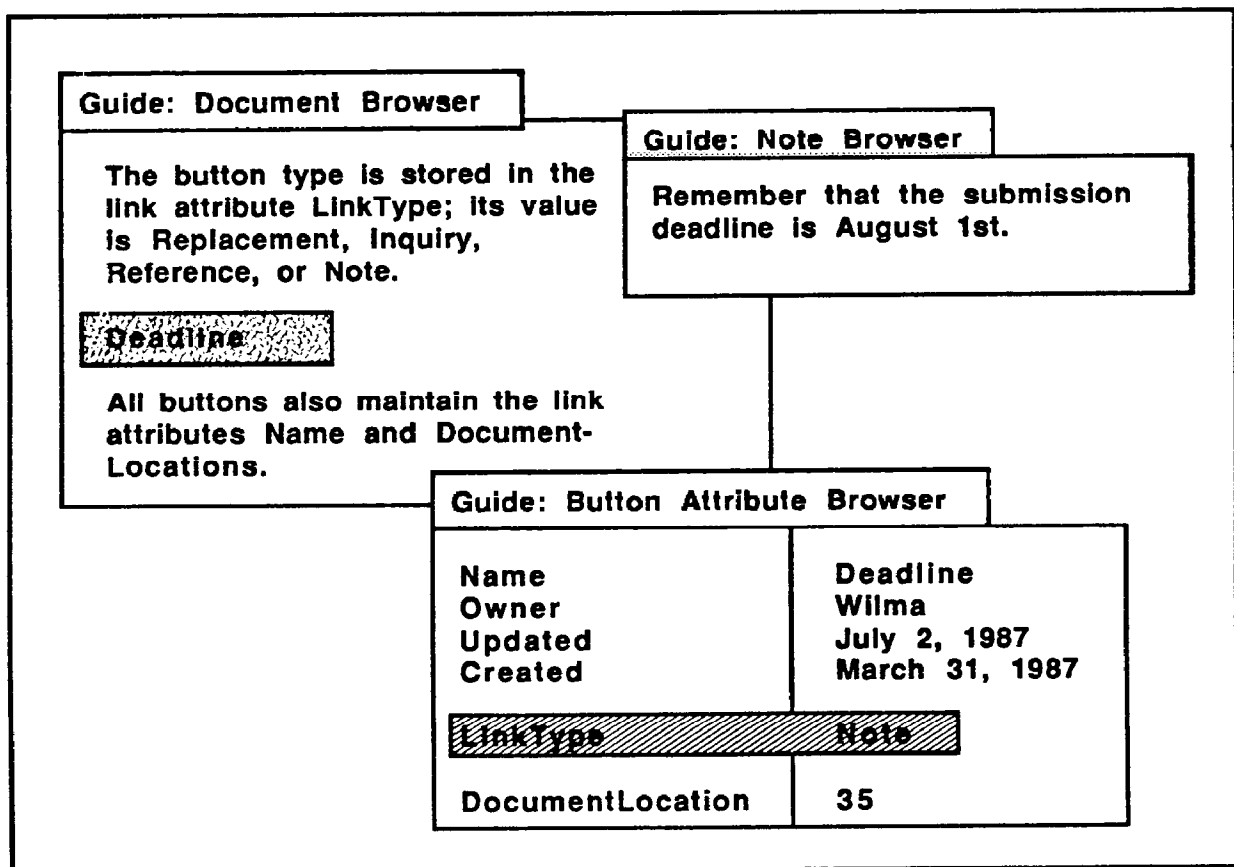 Guide: Document Browser
The button type is stored in the
link attribute LinkType; its value
is Replacement, Inquiry,
Reference, or Note.
Deadline
All buttons also maintain the link
attributes Name and Document-
Locations.
Guide: Note Browser
Remember that the submission
deadline is August 1st.
Guide: Button Attribute Browser
Name Deadline
Owner Wilma
Updated July 2, 1987
Created March 31, 1987
LinkType Note
DocumentLocation 35